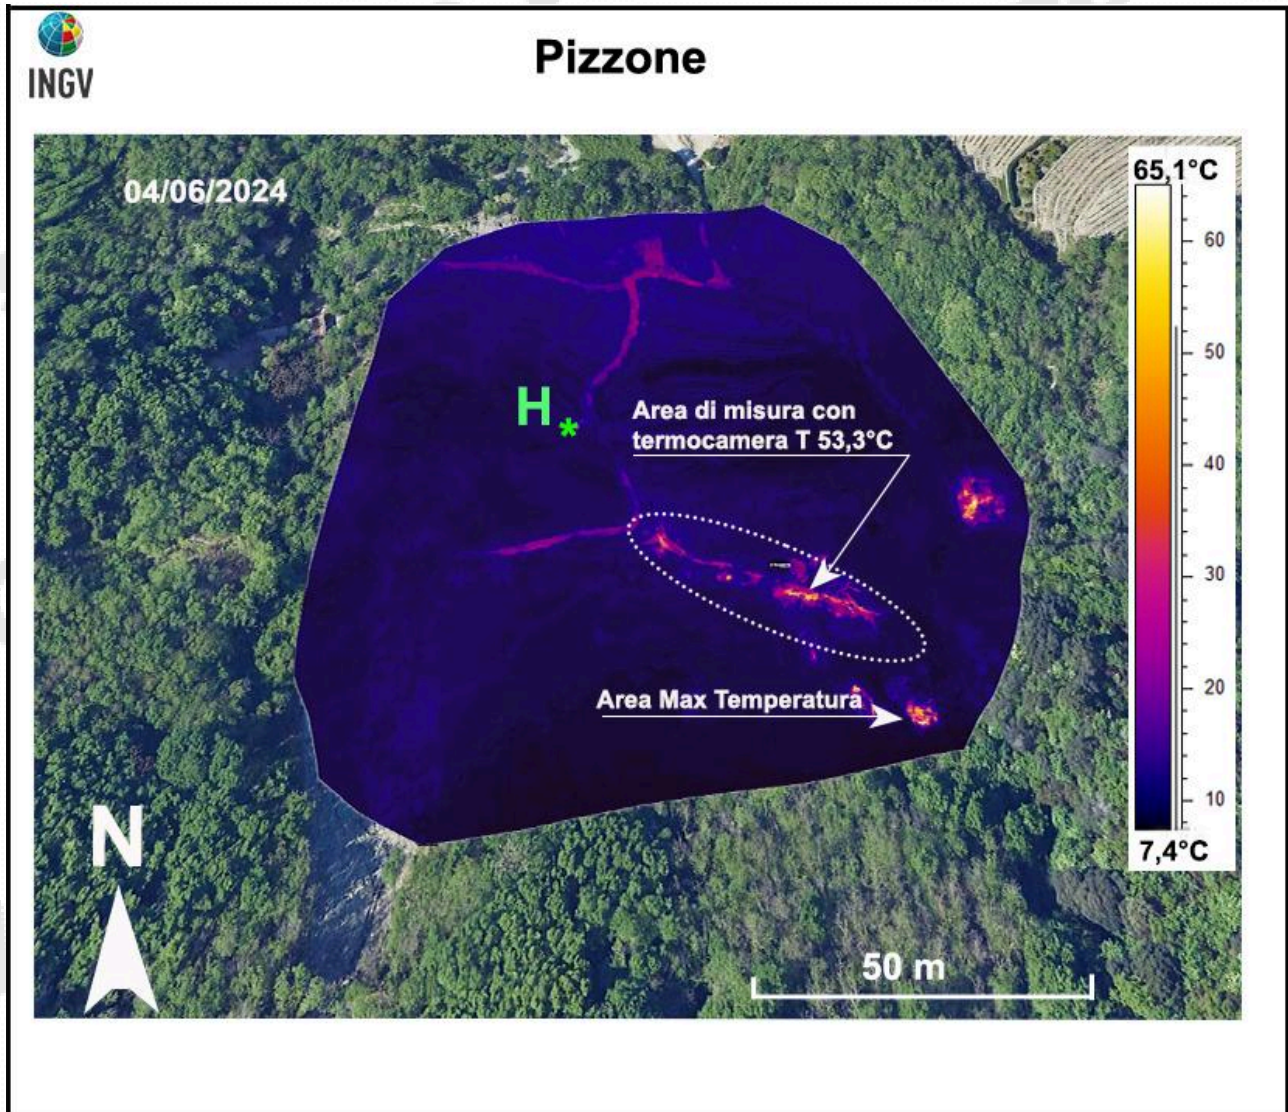 INGV
Pizzone
04/06/2024
65,1°C
60
50
40
30
20
10
7,4°C
H
*
Area di misura con
termocamera T 53,3°C
Area Max Temperatura
N
50 m